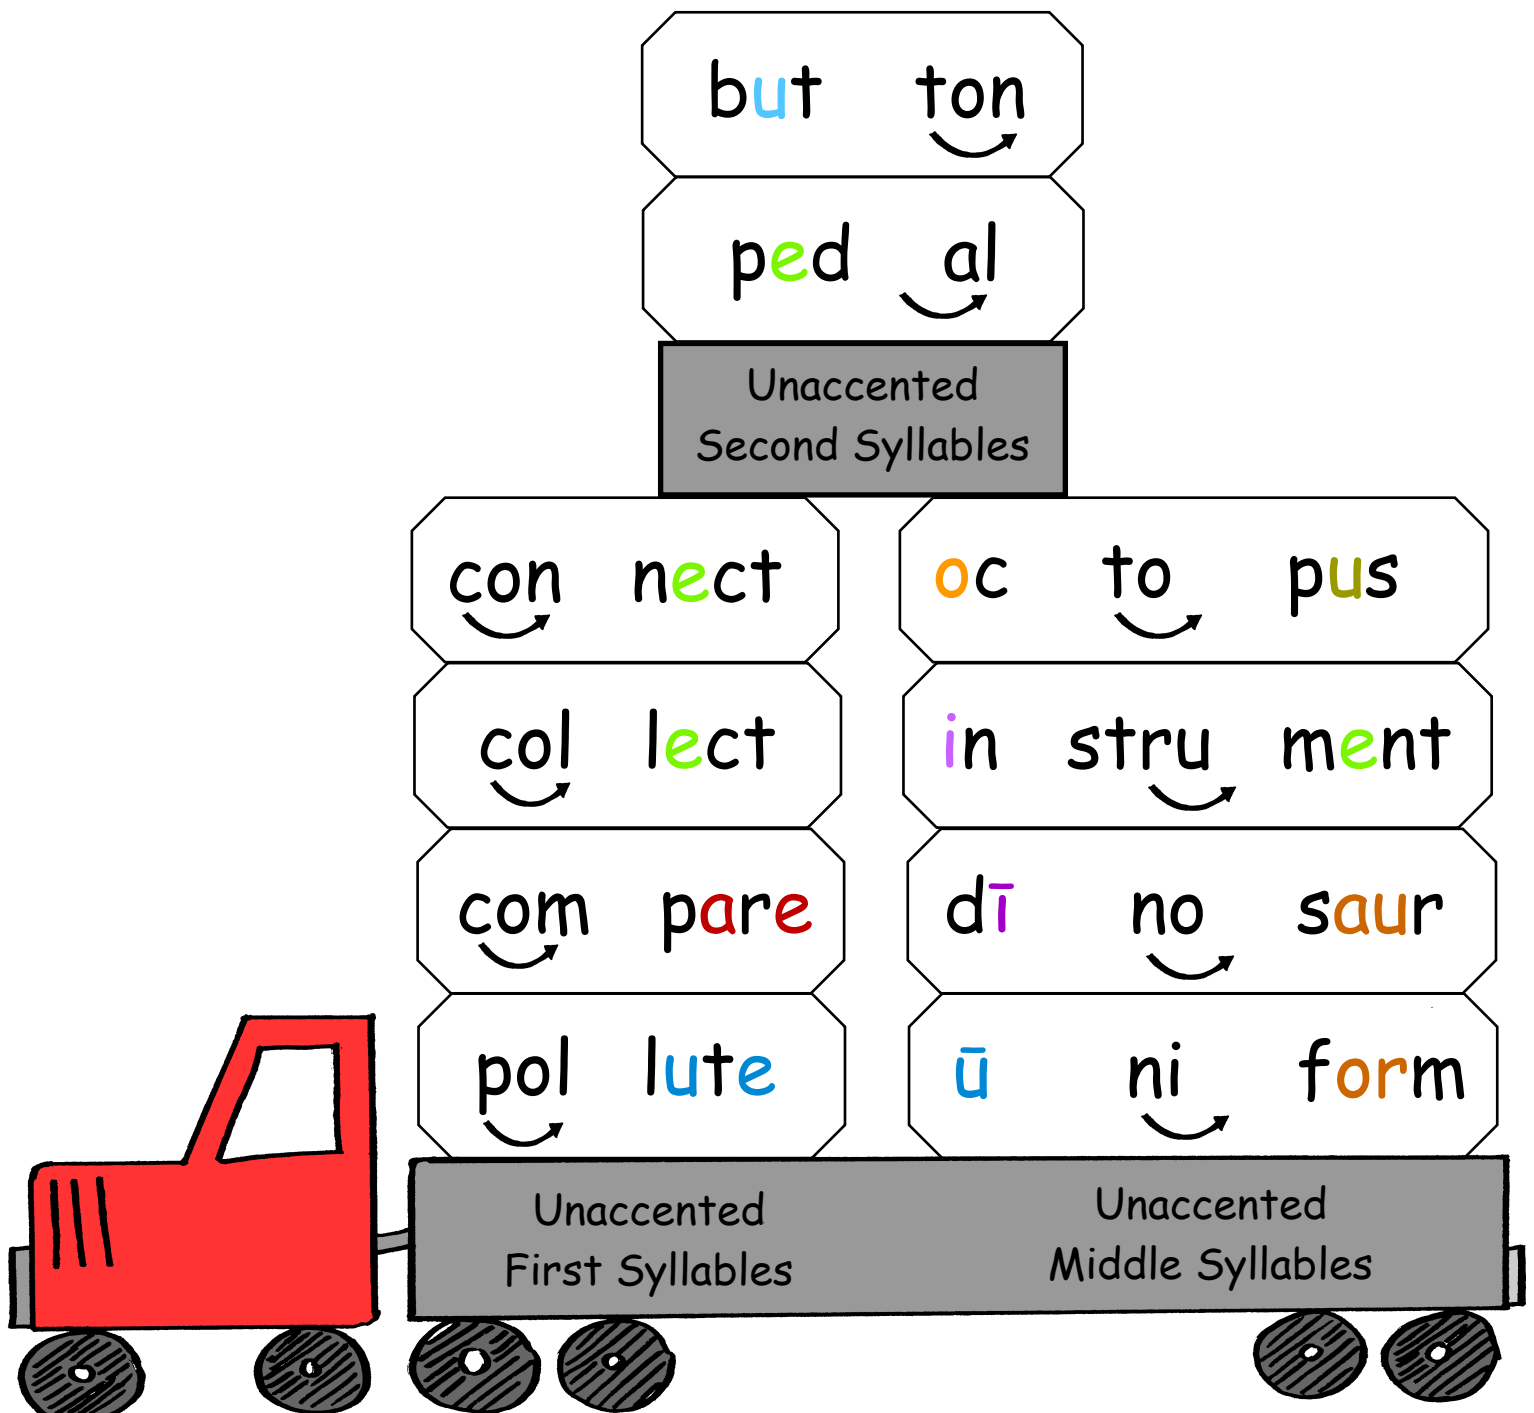 but ton
ped al
Unaccented
Second Syllables
con nect
col lect
com pare
pol lute
Unaccented
First Syllables
oc to pus
in stru ment
dī no saur
ū ni form
Unaccented
Middle Syllables